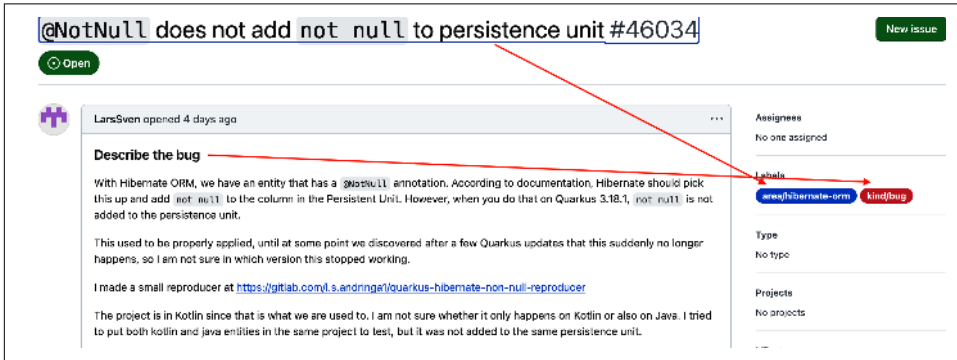 @NotNull does not add not null to persistence unit #46034
New issue
Open
LarsSven opened 4 days ago
...
Describe the bug
With Hibernate ORM, we have an entity that has a @NotNull annotation. According to documentation, Hibernate should pick
this up and add not null to the column in the Persistent Unit. However, when you do that on Quarkus 3.18.1, not null is not
added to the persistence unit.
This used to be properly applied, until at some point we discovered after a few Quarkus updates that this suddenly no longer
happens, so I am not sure in which version this stopped working.
I made a small reproducer at https://gitlab.com/l.s.andringa1/quarkus-hibernate-non-null-reproducer
The project is in Kotlin since that is what we are used to. I am not sure whether it only happens on Kotlin or also on Java. I tried
to put both kotlin and java entities in the same project to test, but it was not added to the same persistence unit.
Assignees
No one assigned
Labels
area/hibernate-orm kind/bug
Type
No type
Projects
No projects